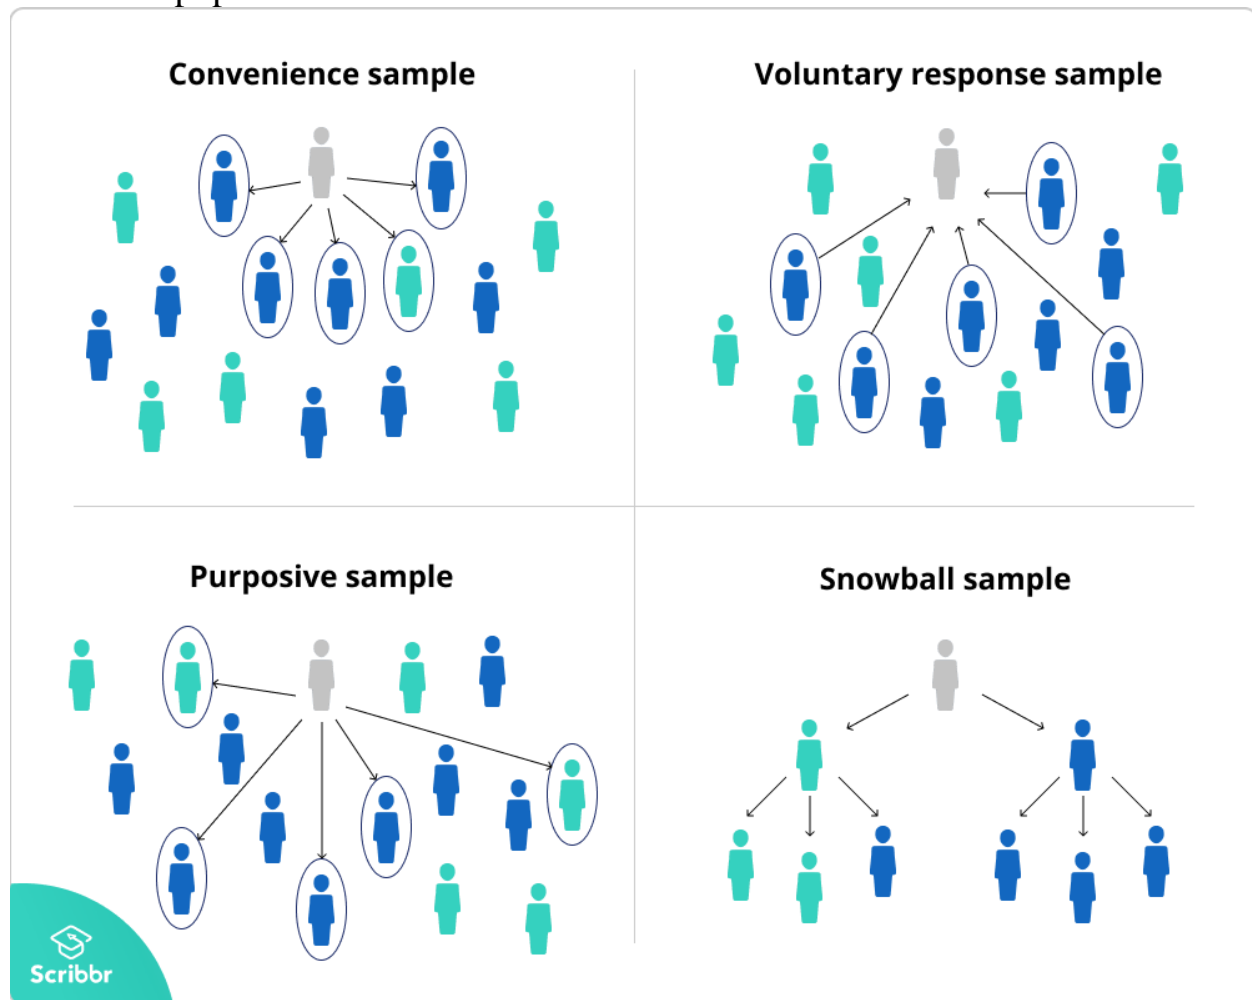 Convenience sample
Voluntary response sample
Purposive sample
Snowball sample
Scribbr